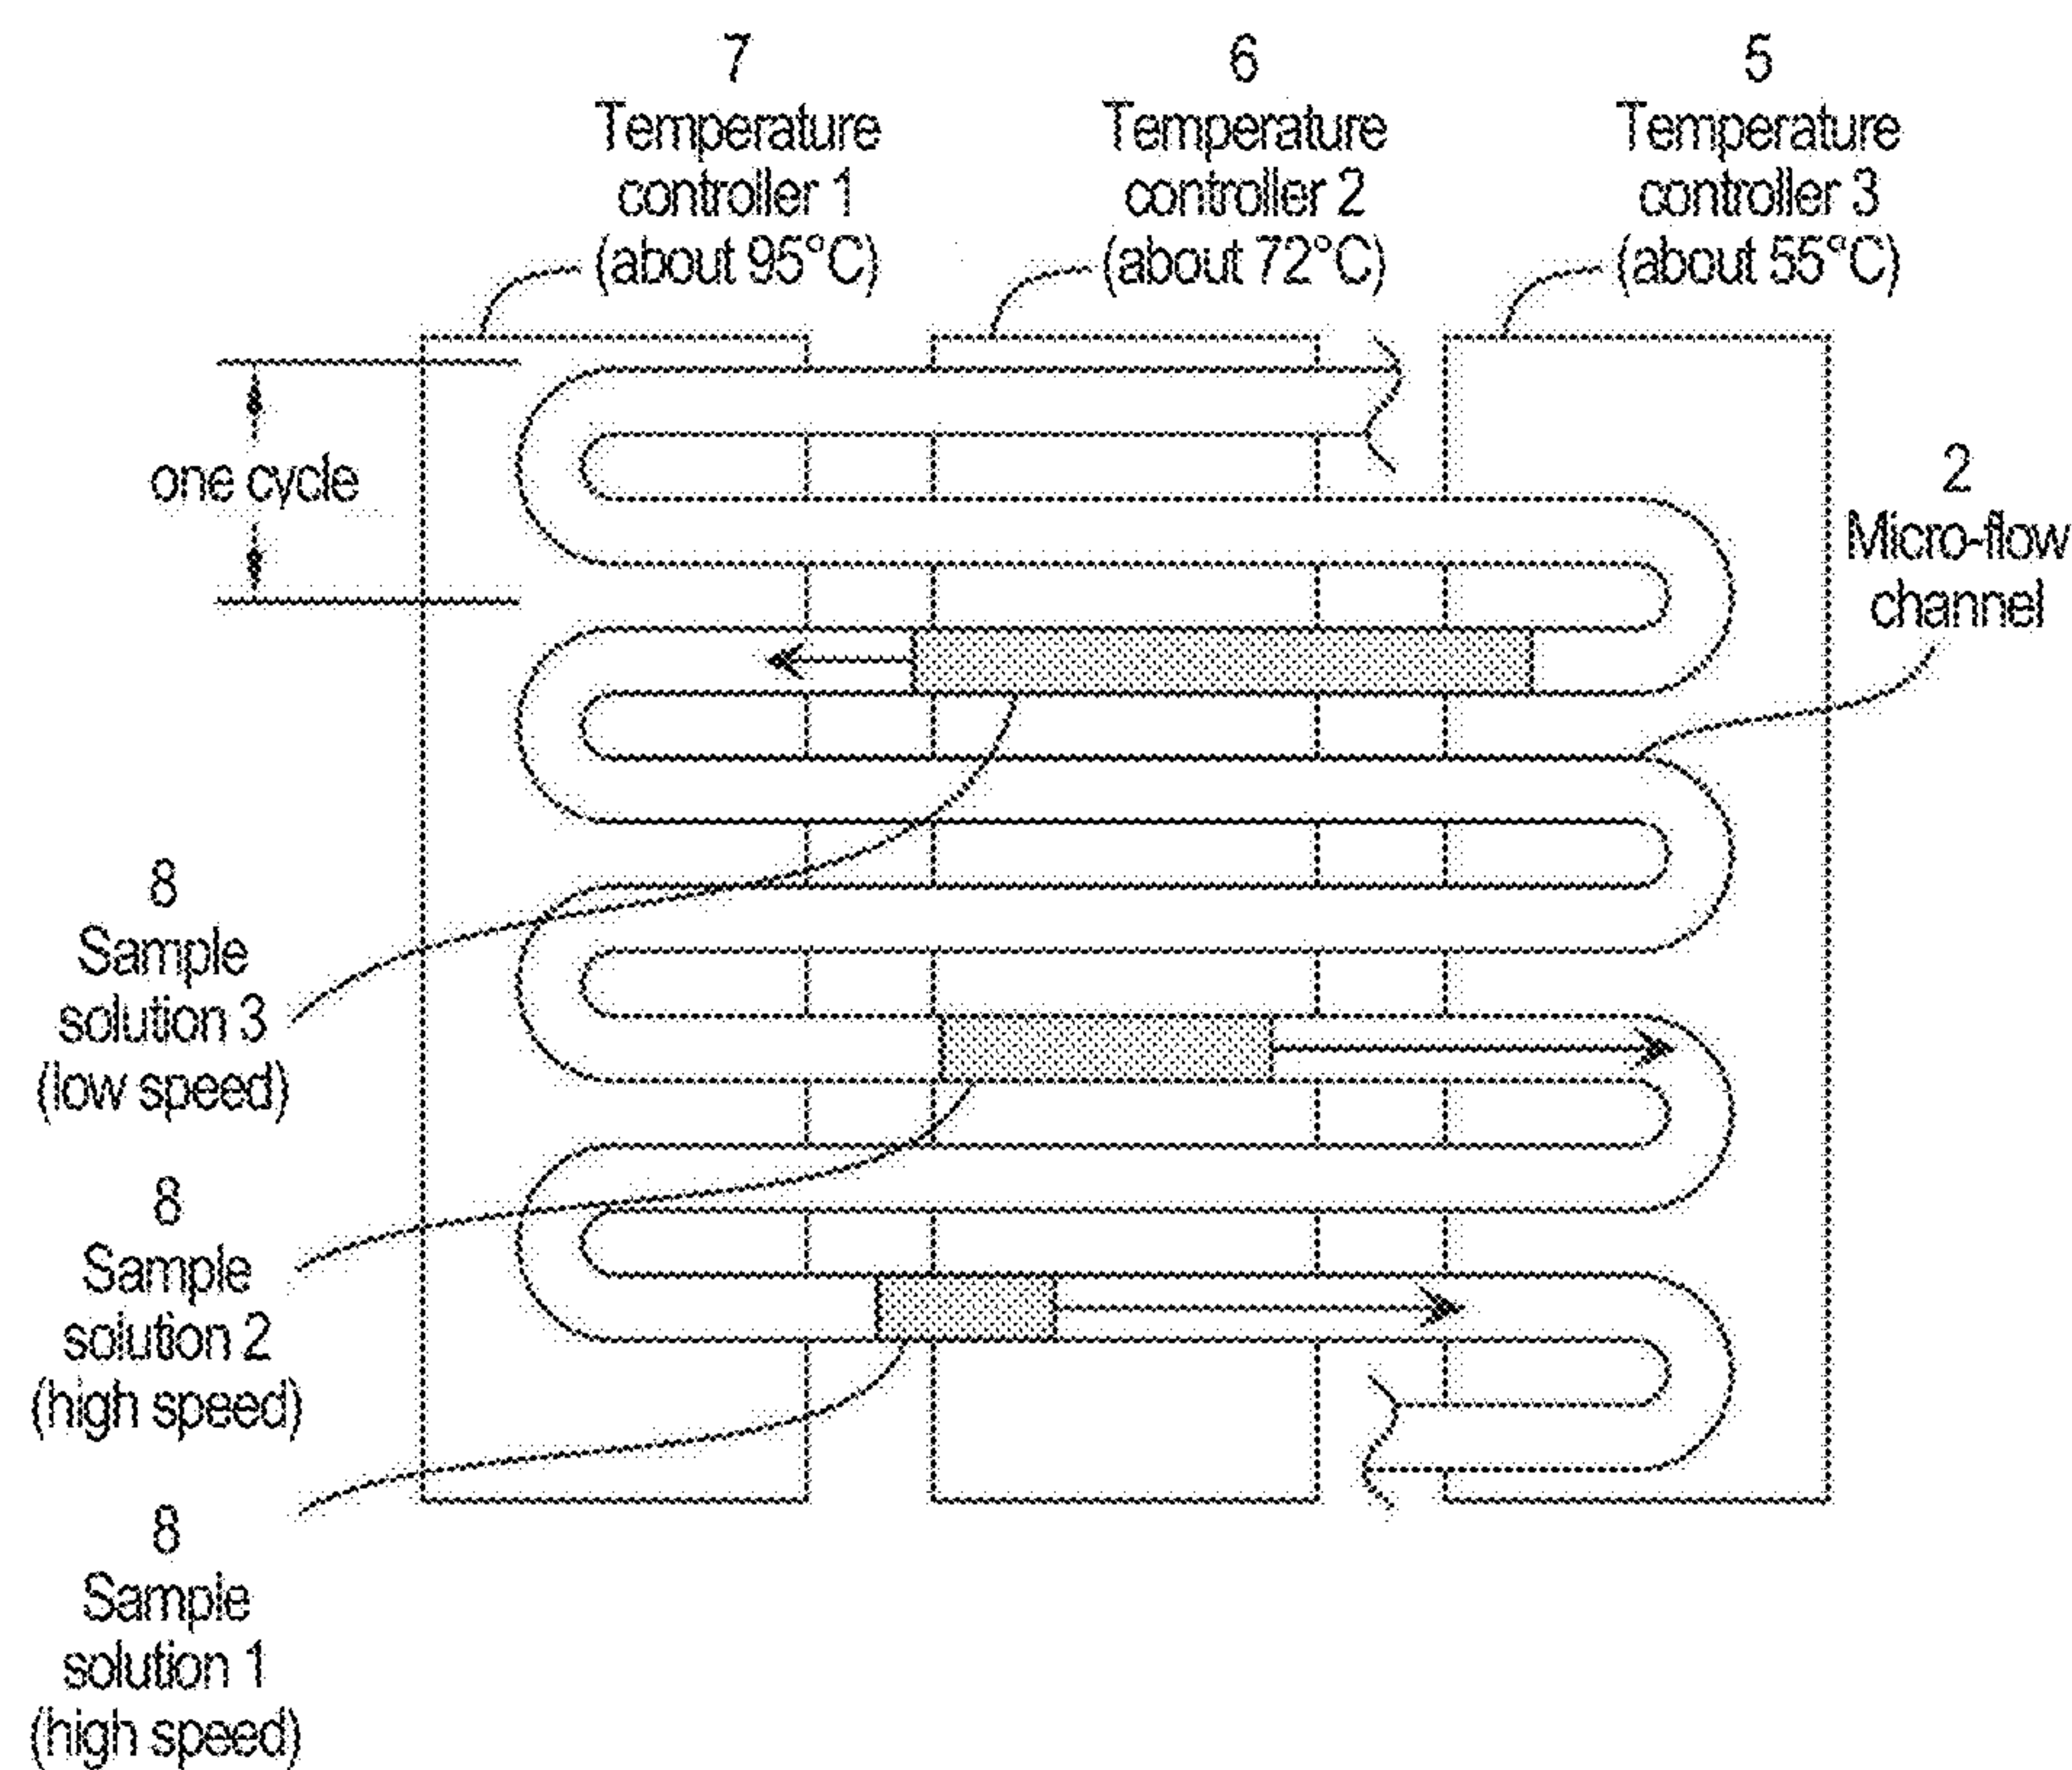 7
Temperature
controller 1
(about 95°C)
6
Temperature
controller 2
(about 72°C)
5
Temperature
controller 3
(about 55°C)
one cycle
2
Micro-flow
channel
8
Sample
solution 3
(low speed)
8
Sample
solution 2
(high speed)
8
Sample
solution 1
(high speed)